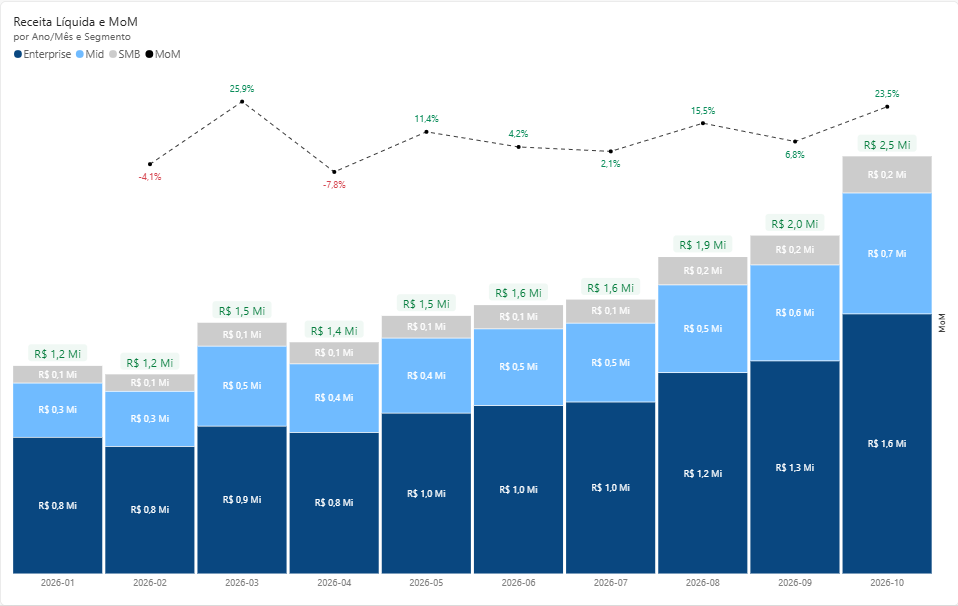 Receita Líquida e MoM
por Ano/Mês e Segmento
Enterprise Mid SMB MoM
25,9%
23,5%
15,5%
11,4%
4,2%
2,1%
6,8%
-4,1%
-7,8%
R$ 2,5 Mi
R$ 2,0 Mi
R$ 1,9 Mi
R$ 1,6 Mi
R$ 1,6 Mi
R$ 1,5 Mi
R$ 1,5 Mi
R$ 1,4 Mi
R$ 1,2 Mi
R$ 1,2 Mi
R$ 0,1 Mi
R$ 0,1 Mi
R$ 0,1 Mi
R$ 0,1 Mi
R$ 0,1 Mi
R$ 0,1 Mi
R$ 0,1 Mi
R$ 0,2 Mi
R$ 0,2 Mi
R$ 0,2 Mi
R$ 0,3 Mi
R$ 0,3 Mi
R$ 0,5 Mi
R$ 0,4 Mi
R$ 0,4 Mi
R$ 0,5 Mi
R$ 0,5 Mi
R$ 0,5 Mi
R$ 0,6 Mi
R$ 0,7 Mi
R$ 0,8 Mi
R$ 0,8 Mi
R$ 0,9 Mi
R$ 0,8 Mi
R$ 1,0 Mi
R$ 1,0 Mi
R$ 1,0 Mi
R$ 1,2 Mi
R$ 1,3 Mi
R$ 1,6 Mi
MoM
2026-01 2026-02 2026-03 2026-04 2026-05 2026-06 2026-07 2026-08 2026-09 2026-10